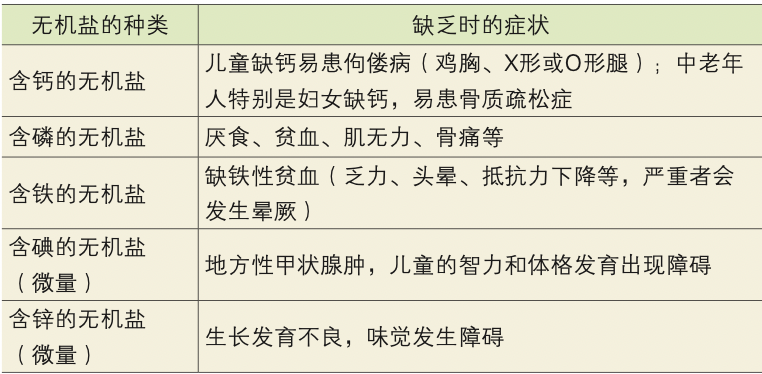 无机盐的种类
缺乏时的症状
含钙的无机盐
儿童缺钙易患佝偻病（鸡胸、X形或O形腿）；中老年
人特别是妇女缺钙，易患骨质疏松症
含磷的无机盐
厌食、贫血、肌无力、骨痛等
含铁的无机盐
缺铁性贫血（乏力、头晕、抵抗力下降等，严重者会
发生晕厥）
含碘的无机盐
（微量）
地方性甲状腺肿，儿童的智力和体格发育出现障碍
含锌的无机盐
（微量）
生长发育不良，味觉发生障碍